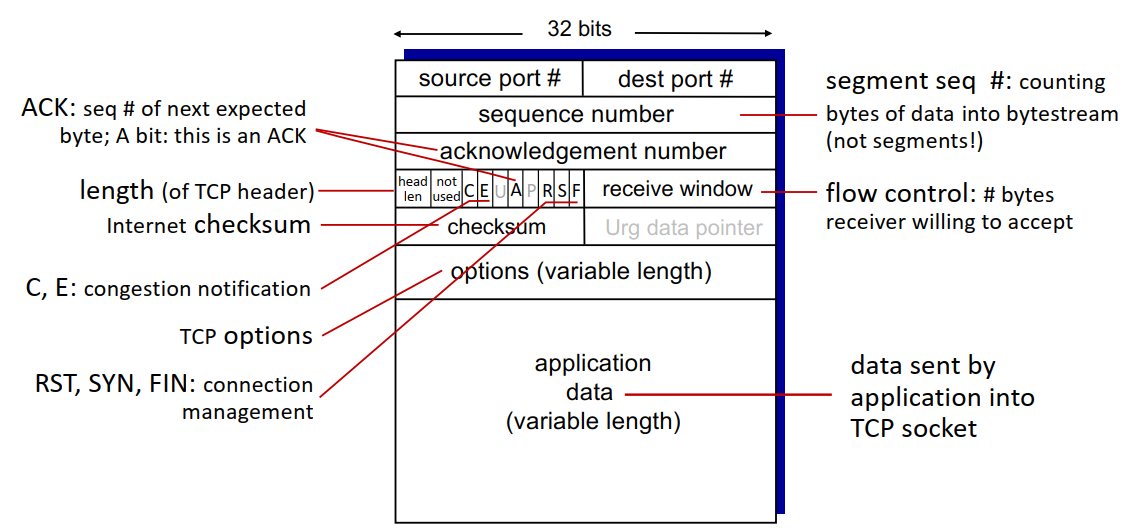 32 bits
source port #
dest port #
segment seq #: counting
bytes of data into bytestream
(not segments!)
ACK: seq # of next expected
byte; A bit: this is an ACK
sequence number
acknowledgement number
length (of TCP header)
head
len
not
used
C E U A P R S F
receive window
flow control: # bytes
receiver willing to accept
Internet checksum
checksum
Urg data pointer
C, E: congestion notification
options (variable length)
TCP options
RST, SYN, FIN: connection
management
application
data
(variable length)
data sent by
application into
TCP socket